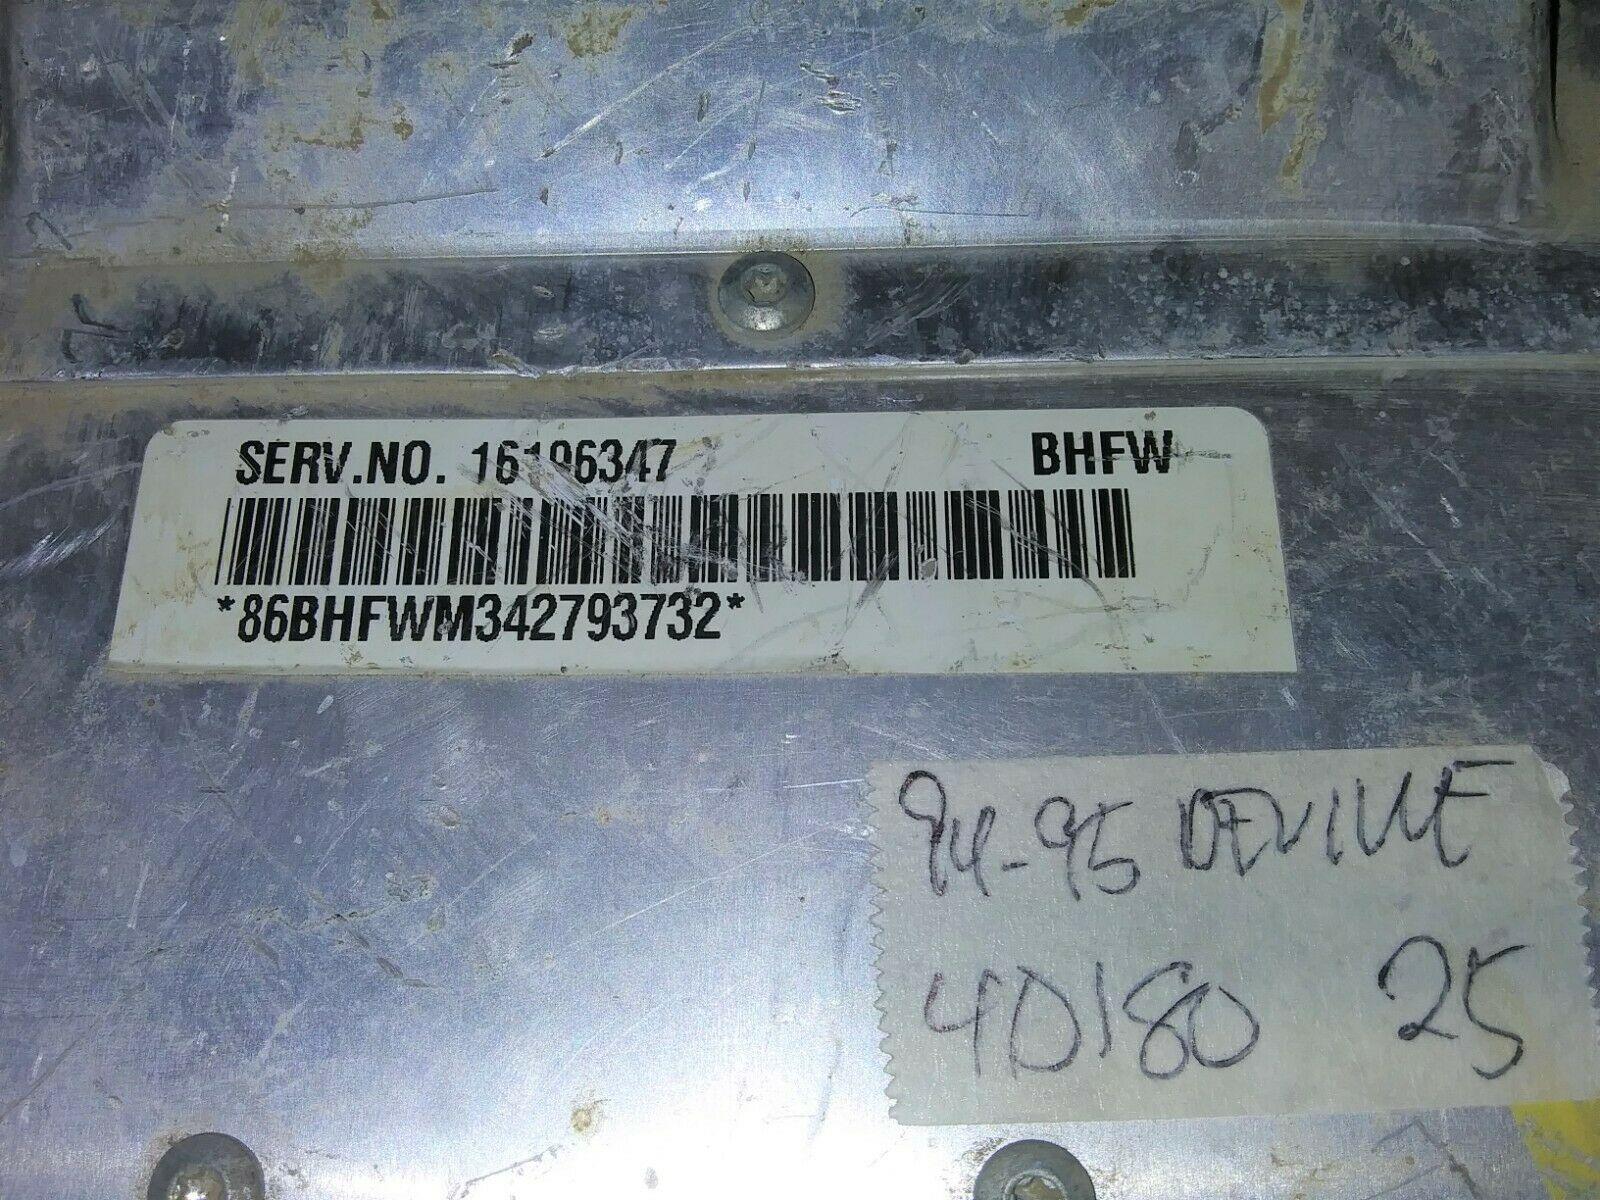 SERV.NO. 16196347 BHFW
*86BHFWM342793732*
94-95 DEVILLE
4D180 25